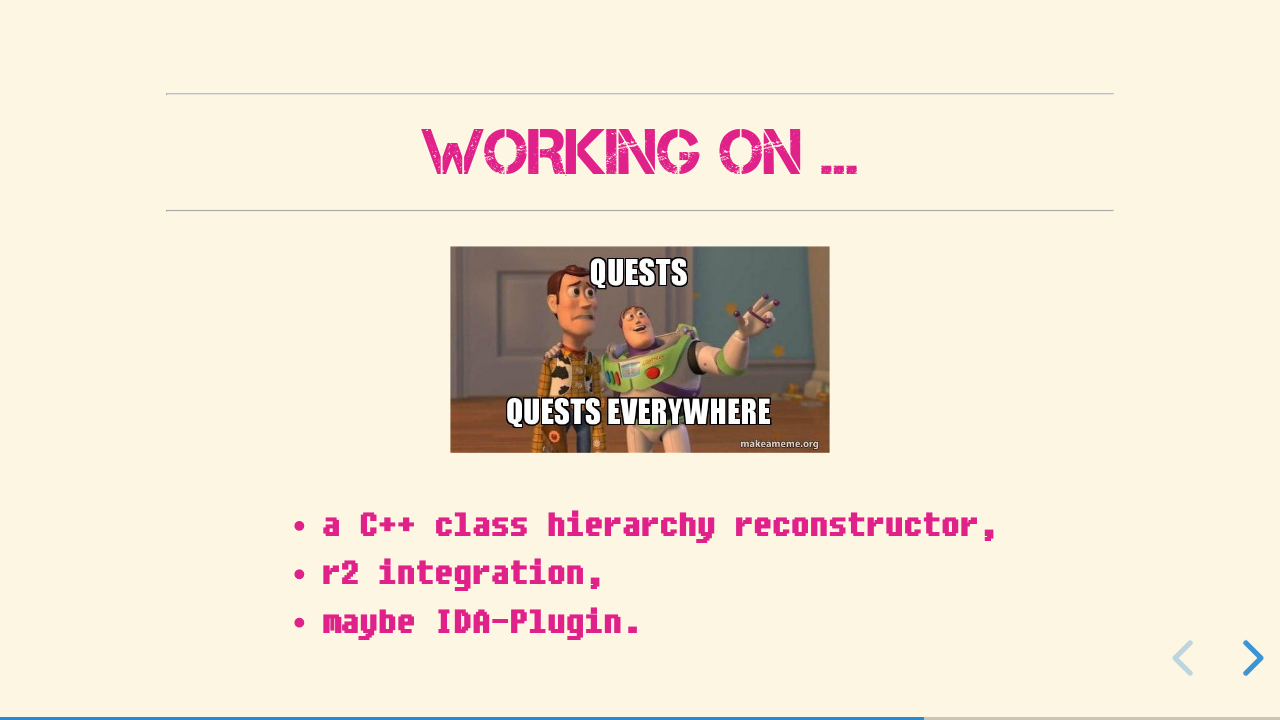 WORKING ON ...
QUESTS
QUESTS EVERYWHERE
makeameme.org
• a C++ class hierarchy reconstructor,
• r2 integration,
• maybe IDA-Plugin.